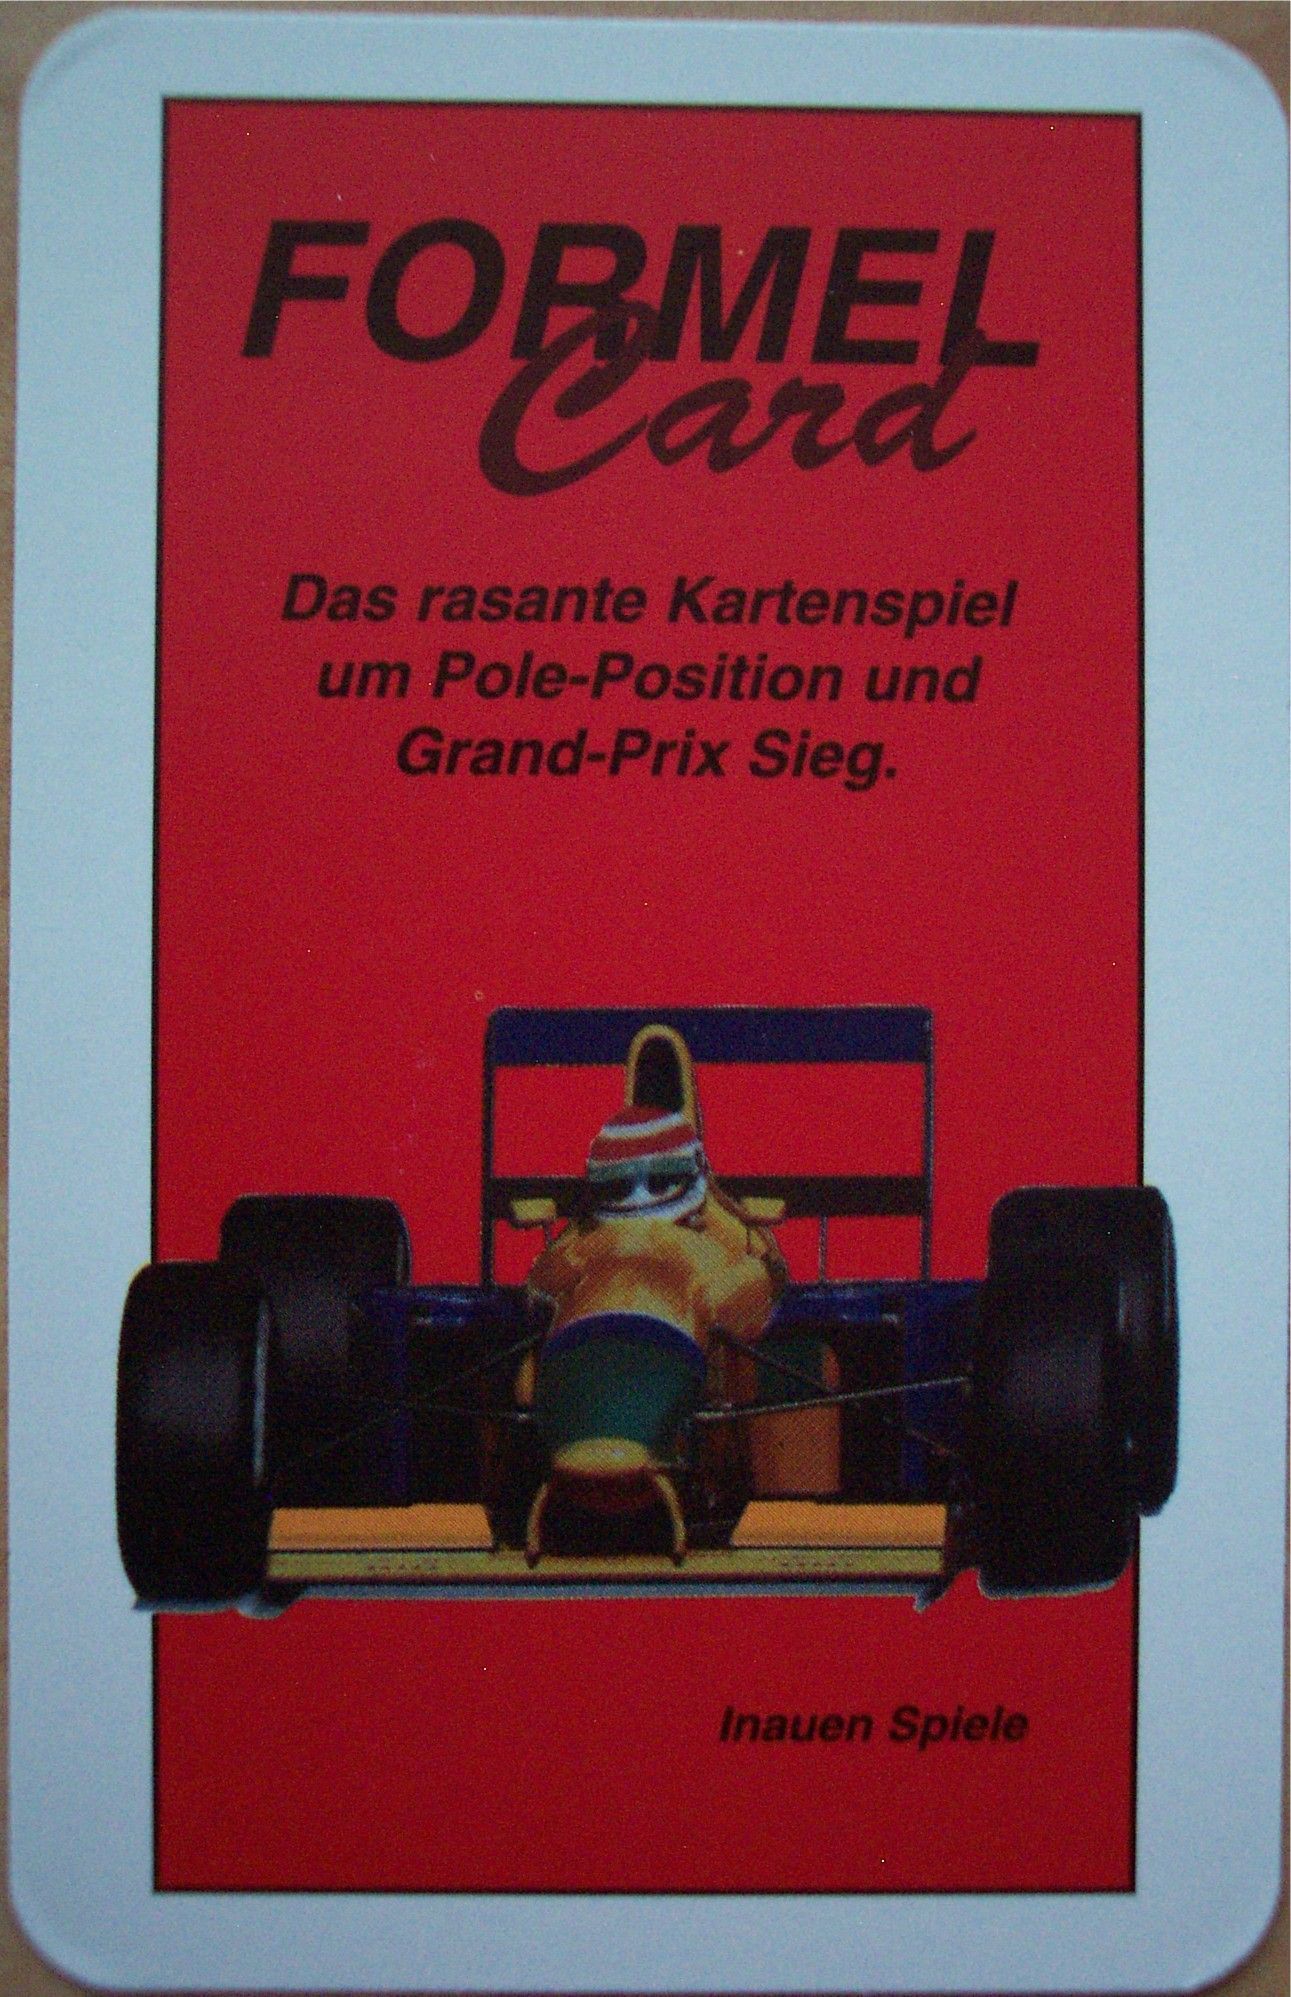 FORMEL
Card
Das rasante Kartenspiel
um Pole-Position und
Grand-Prix Sieg.
Inauen Spiele